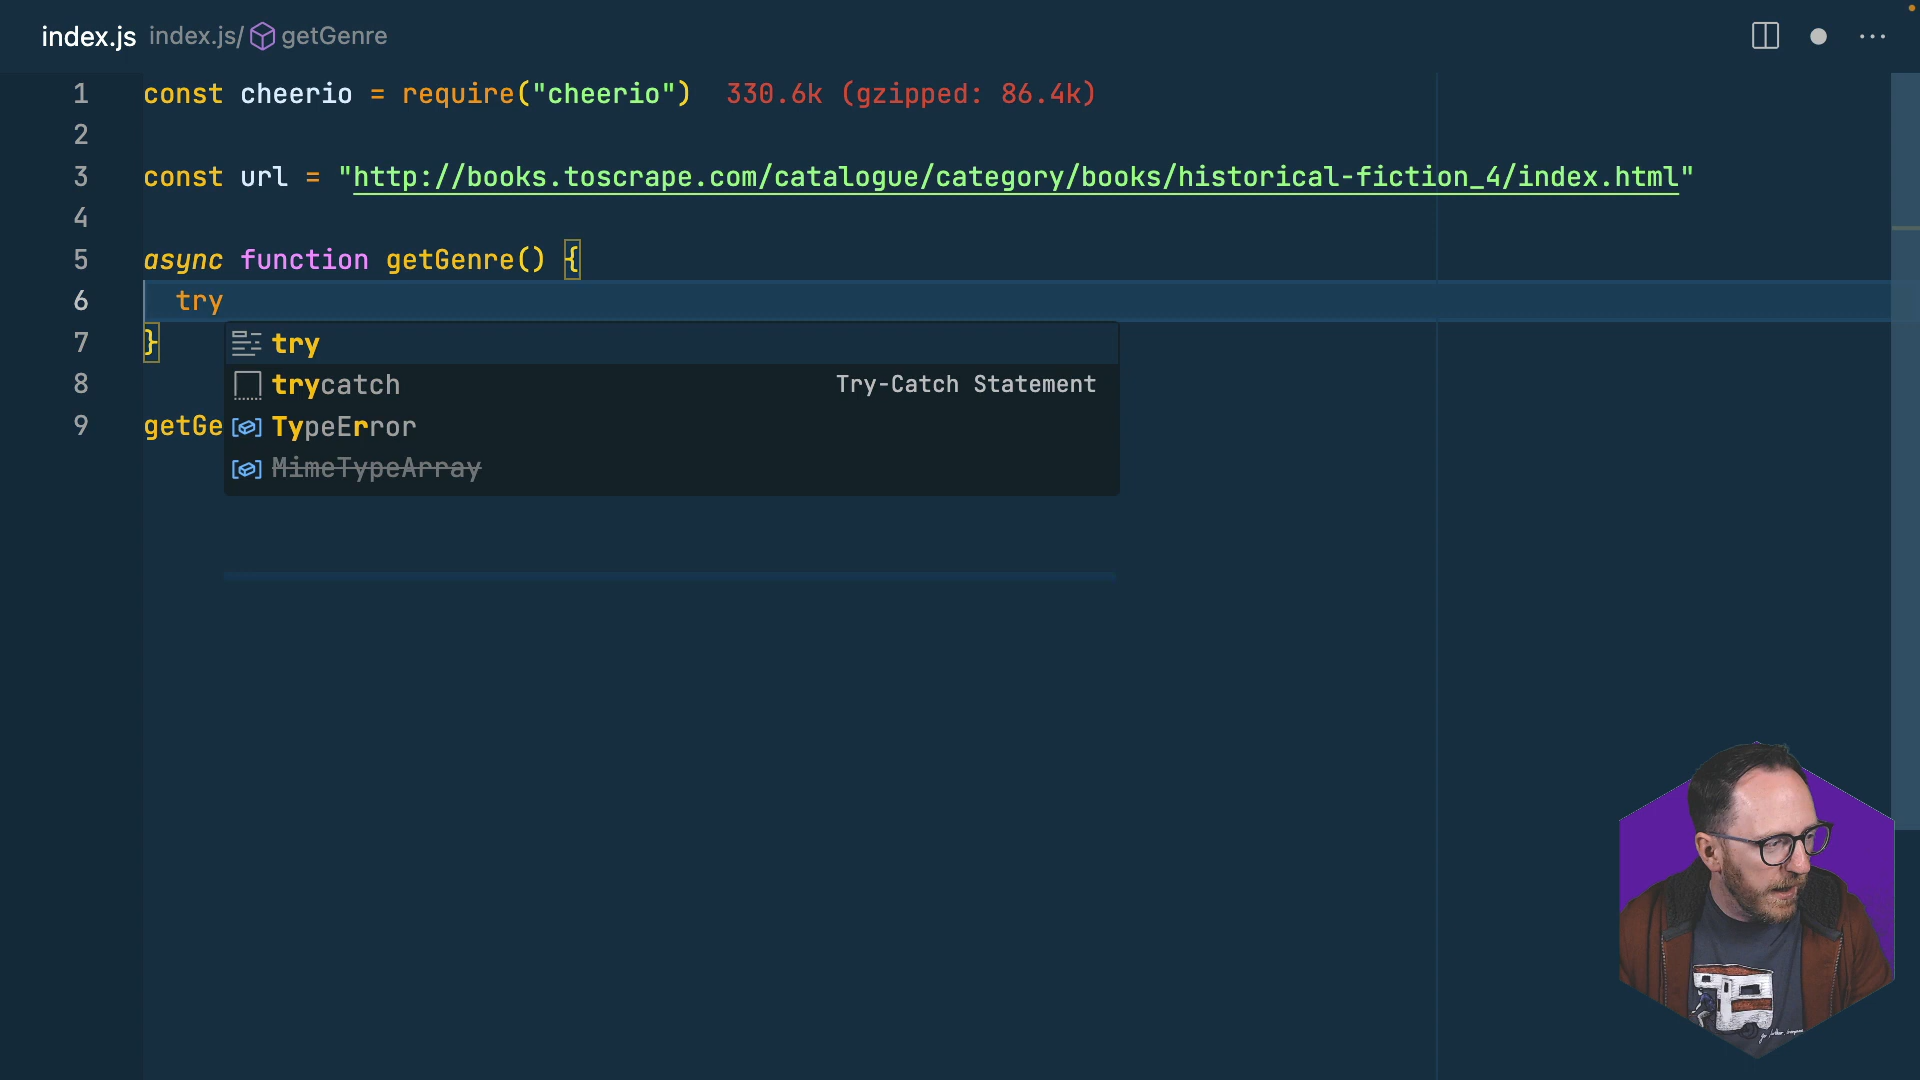 index.js index.js/ getGenre
1 const cheerio = require("cheerio") 330.6k (gzipped: 86.4k)
2
3 const url = "http://books.toscrape.com/catalogue/category/books/historical-fiction_4/index.html"
4
5 async function getGenre() {
6 try
7 }
try
8
trycatch Try-Catch Statement
9 getGe
TypeError
MimeTypeArray